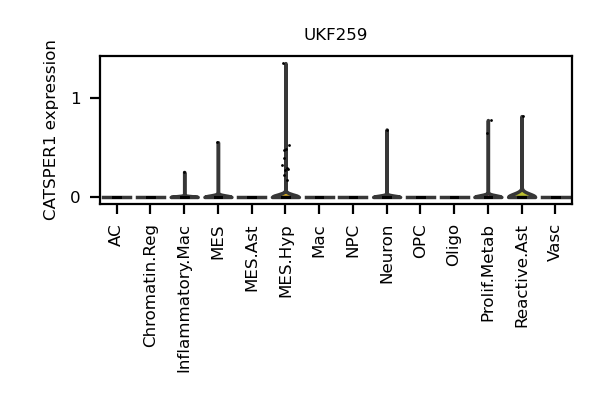 UKF259
CATSPER1 expression
1
0
AC
Chromatin.Reg
Inflammatory.Mac
MES
MES.Ast
MES.Hyp
Mac
NPC
Neuron
OPC
Oligo
Prolif.Metab
Reactive.Ast
Vasc